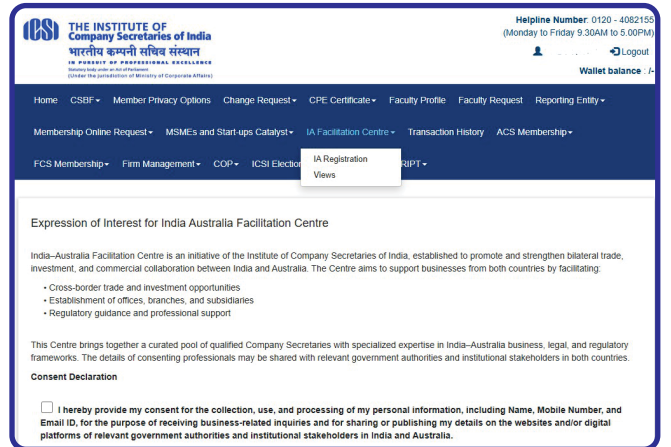 ICSI
THE INSTITUTE OF
Company Secretaries of India
भारतीय कम्पनी सचिव संस्थान
IN PURSUIT OF PROFESSIONAL EXCELLENCE
Statutory body under an Act of Parliament
(Under the jurisdiction of Ministry of Corporate Affairs)
Helpline Number: 0120 - 4082155
(Monday to Friday 9.30AM to 5.00PM)
Logout
Wallet balance : /-
Home CSBF Member Privacy Options Change Request CPE Certificate Faculty Profile Faculty Request Reporting Entity
Membership Online Request MSMEs and Start-ups Catalyst IA Facilitation Centre Transaction History ACS Membership
FCS Membership Firm Management COP ICSI Election RIPT
IA Registration
Views
Expression of Interest for India Australia Facilitation Centre
India–Australia Facilitation Centre is an initiative of the Institute of Company Secretaries of India, established to promote and strengthen bilateral trade,
investment, and commercial collaboration between India and Australia. The Centre aims to support businesses from both countries by facilitating:
• Cross-border trade and investment opportunities
• Establishment of offices, branches, and subsidiaries
• Regulatory guidance and professional support
This Centre brings together a curated pool of qualified Company Secretaries with specialized expertise in India–Australia business, legal, and regulatory
frameworks. The details of consenting professionals may be shared with relevant government authorities and institutional stakeholders in both countries.
Consent Declaration
I hereby provide my consent for the collection, use, and processing of my personal information, including Name, Mobile Number, and
Email ID, for the purpose of receiving business-related inquiries and for sharing or publishing my details on the websites and/or digital
platforms of relevant government authorities and institutional stakeholders in India and Australia.